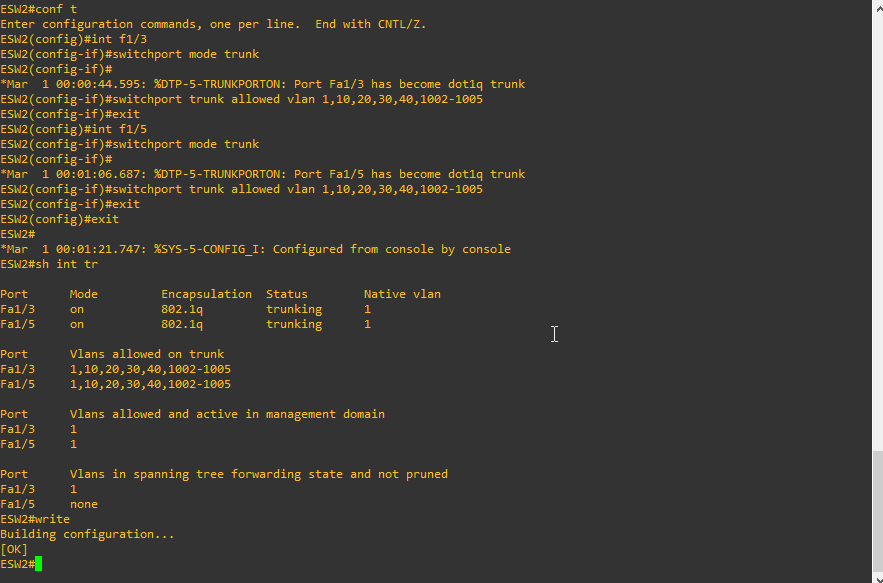 ESW2#conf t
Enter configuration commands, one per line.  End with CNTL/Z.
ESW2(config)#int f1/3
ESW2(config-if)#switchport mode trunk
ESW2(config-if)#
*Mar  1 00:00:44.595: %DTP-5-TRUNKPORTON: Port Fa1/3 has become dot1q trunk
ESW2(config-if)#switchport trunk allowed vlan 1,10,20,30,40,1002-1005
ESW2(config-if)#exit
ESW2(config)#int f1/5
ESW2(config-if)#switchport mode trunk
ESW2(config-if)#
*Mar  1 00:01:06.687: %DTP-5-TRUNKPORTON: Port Fa1/5 has become dot1q trunk
ESW2(config-if)#switchport trunk allowed vlan 1,10,20,30,40,1002-1005
ESW2(config-if)#exit
ESW2(config)#exit
ESW2#
*Mar  1 00:01:21.747: %SYS-5-CONFIG_I: Configured from console by console
ESW2#sh int tr
Port      Mode         Encapsulation  Status        Native vlan
Fa1/3     on           802.1q         trunking      1
Fa1/5     on           802.1q         trunking      1
Port      Vlans allowed on trunk
Fa1/3     1,10,20,30,40,1002-1005
Fa1/5     1,10,20,30,40,1002-1005
Port      Vlans allowed and active in management domain
Fa1/3     1
Fa1/5     1
Port      Vlans in spanning tree forwarding state and not pruned
Fa1/3     1
Fa1/5     none
ESW2#write
Building configuration...
[OK]
ESW2#